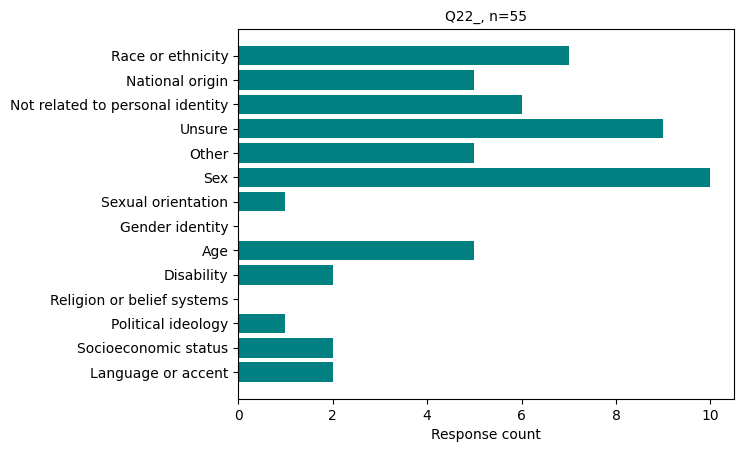 Q22_, n=55
Race or ethnicity
National origin
Not related to personal identity
Unsure
Other
Sex
Sexual orientation
Gender identity
Age
Disability
Religion or belief systems
Political ideology
Socioeconomic status
Language or accent
0 2 4 6 8 10
Response count